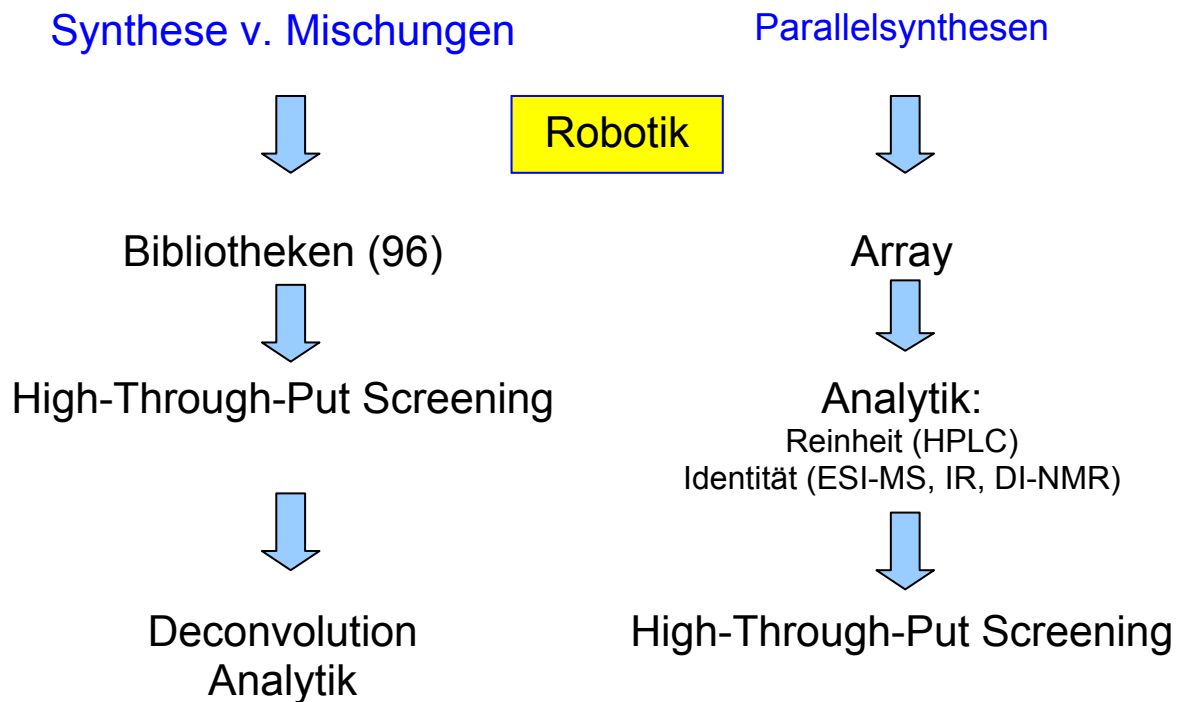 Synthese v. Mischungen
Parallelsynthesen
Robotik
Bibliotheken (96)
Array
High-Through-Put Screening
Analytik:
Reinheit (HPLC)
Identität (ESI-MS, IR, DI-NMR)
Deconvolution
Analytik
High-Through-Put Screening